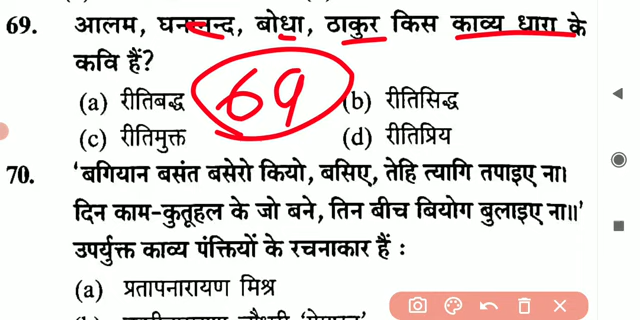 69. आलम, घनानन्द, बोधा, ठाकुर किस काव्य धारा के
कवि हैं?
(a) रीतिबद्ध (b) रीतिसिद्ध
69
(c) रीतिमुक्त (d) रीतिप्रिय
70. 'बगियान बसंत बसेरो कियो, बसिए, तेहि त्यागि तपाइए ना।
दिन काम-कुतूहल के जो बने, तिन बीच बियोग बुलाइए ना॥'
उपर्युक्त काव्य पंक्तियों के रचनाकार हैं :
(a) प्रतापनारायण मिश्र